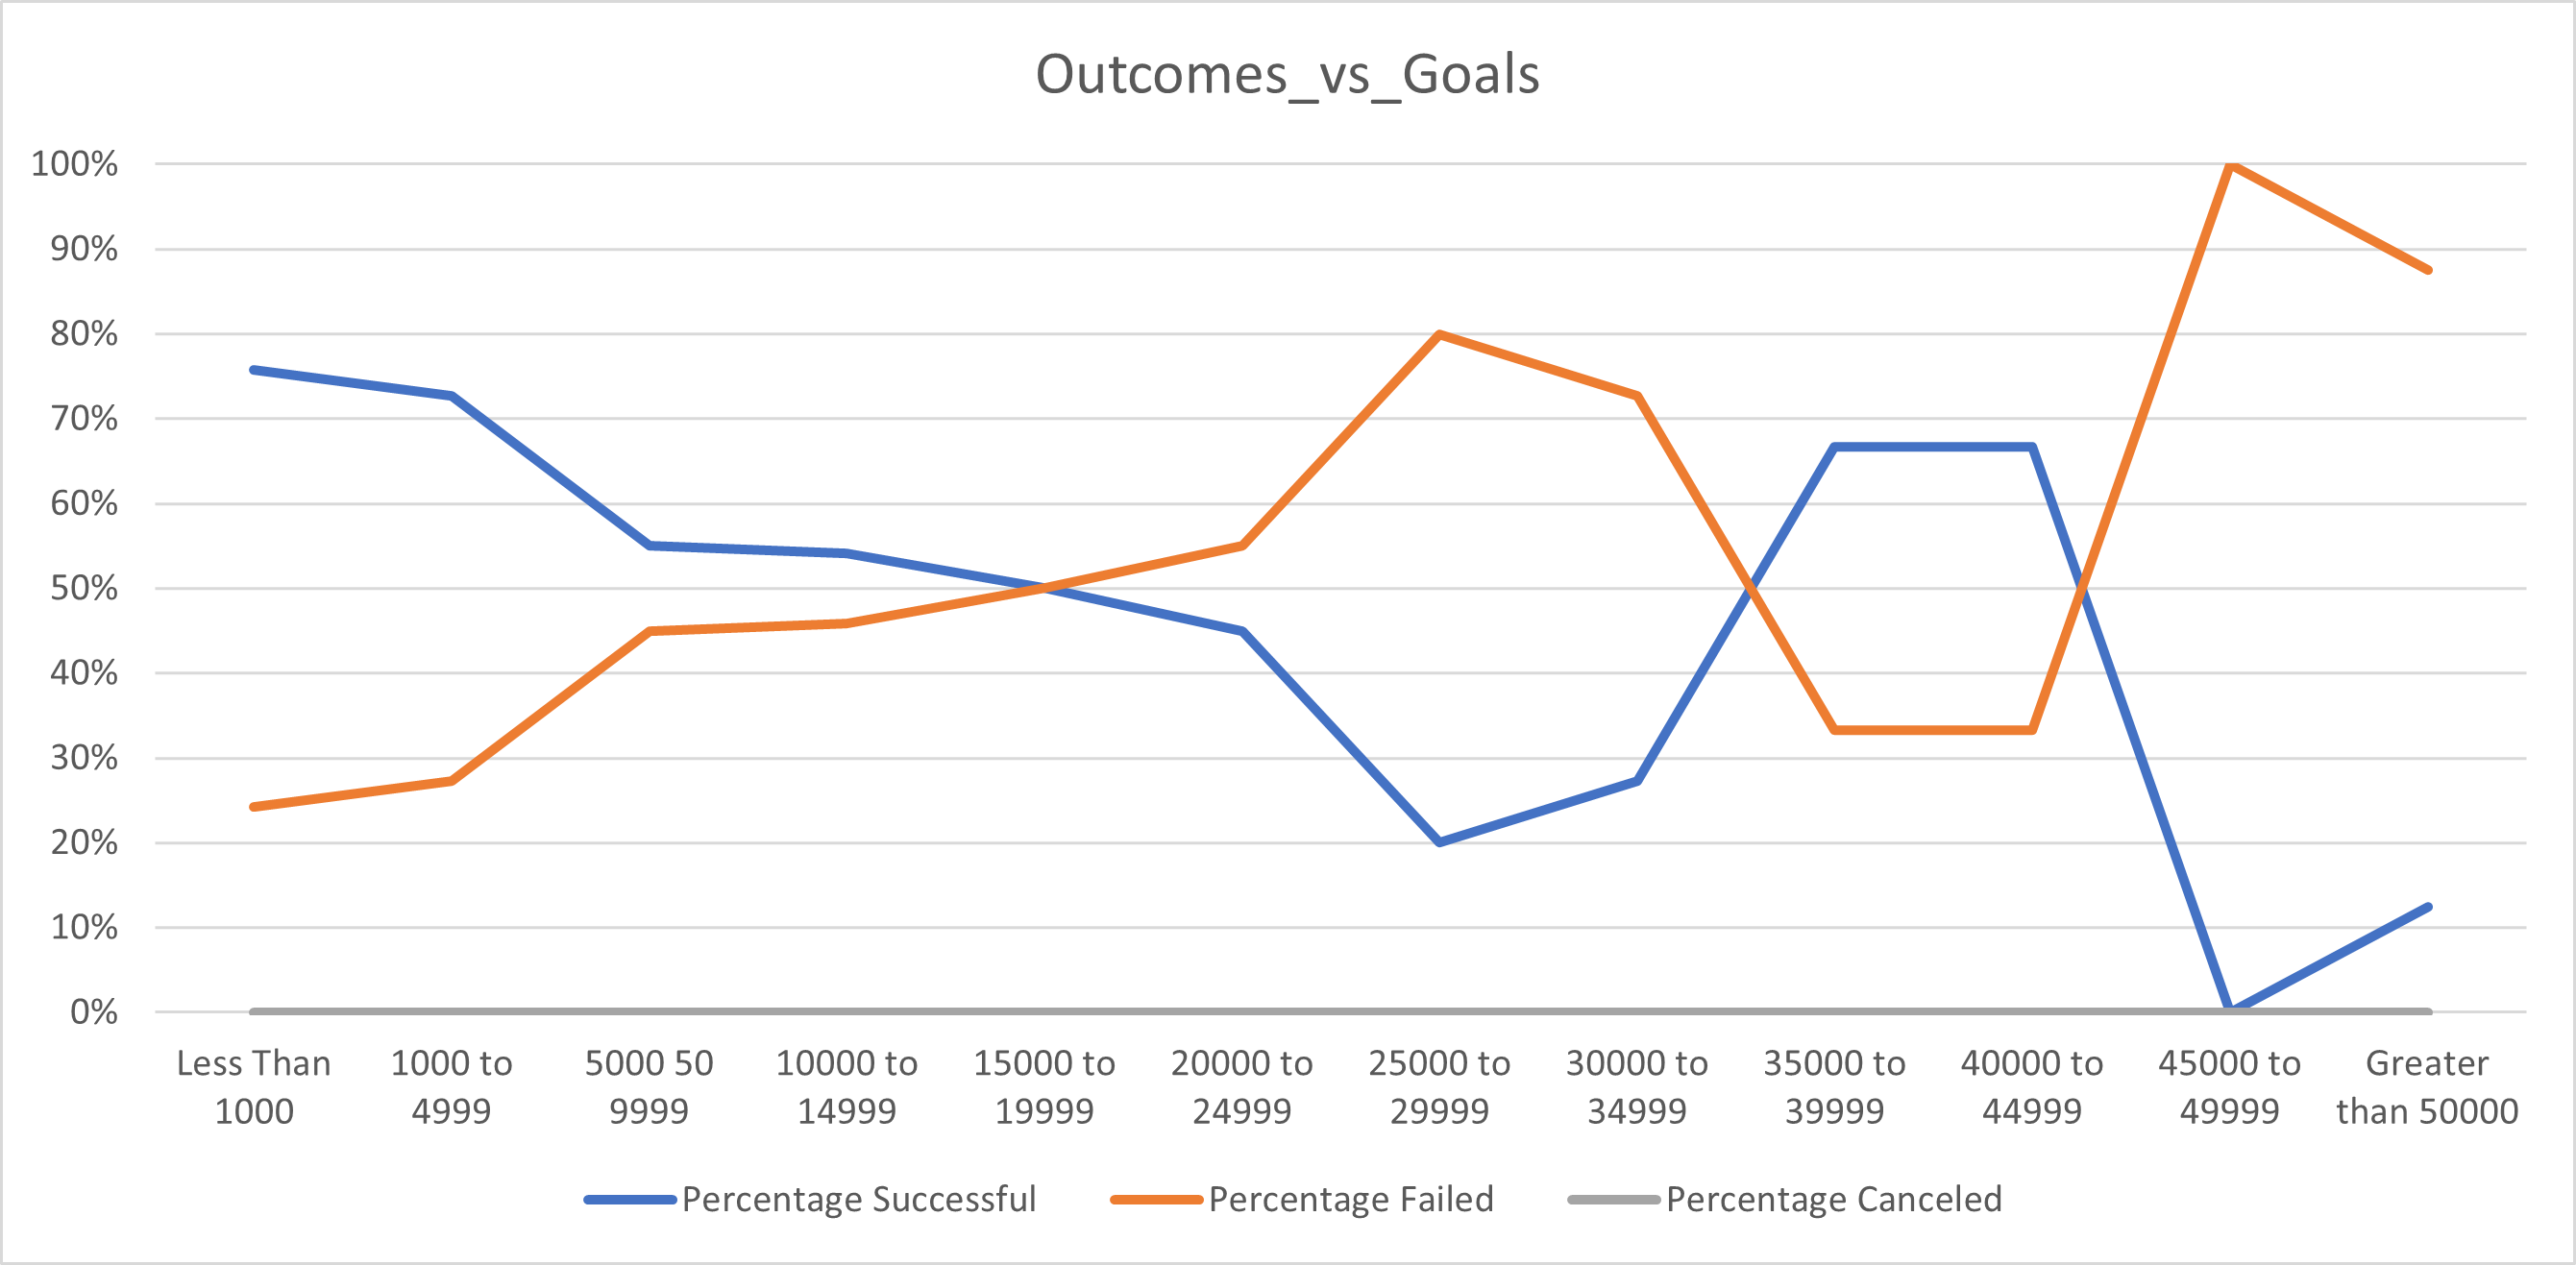 Outcomes_vs_Goals
100%
90%
80%
70%
60%
50%
40%
30%
20%
10%
0%
Less Than
1000
1000 to
4999
5000 50
9999
10000 to
14999
15000 to
19999
20000 to
24999
25000 to
29999
30000 to
34999
35000 to
39999
40000 to
44999
45000 to
49999
Greater
than 50000
Percentage Successful
Percentage Failed
Percentage Canceled